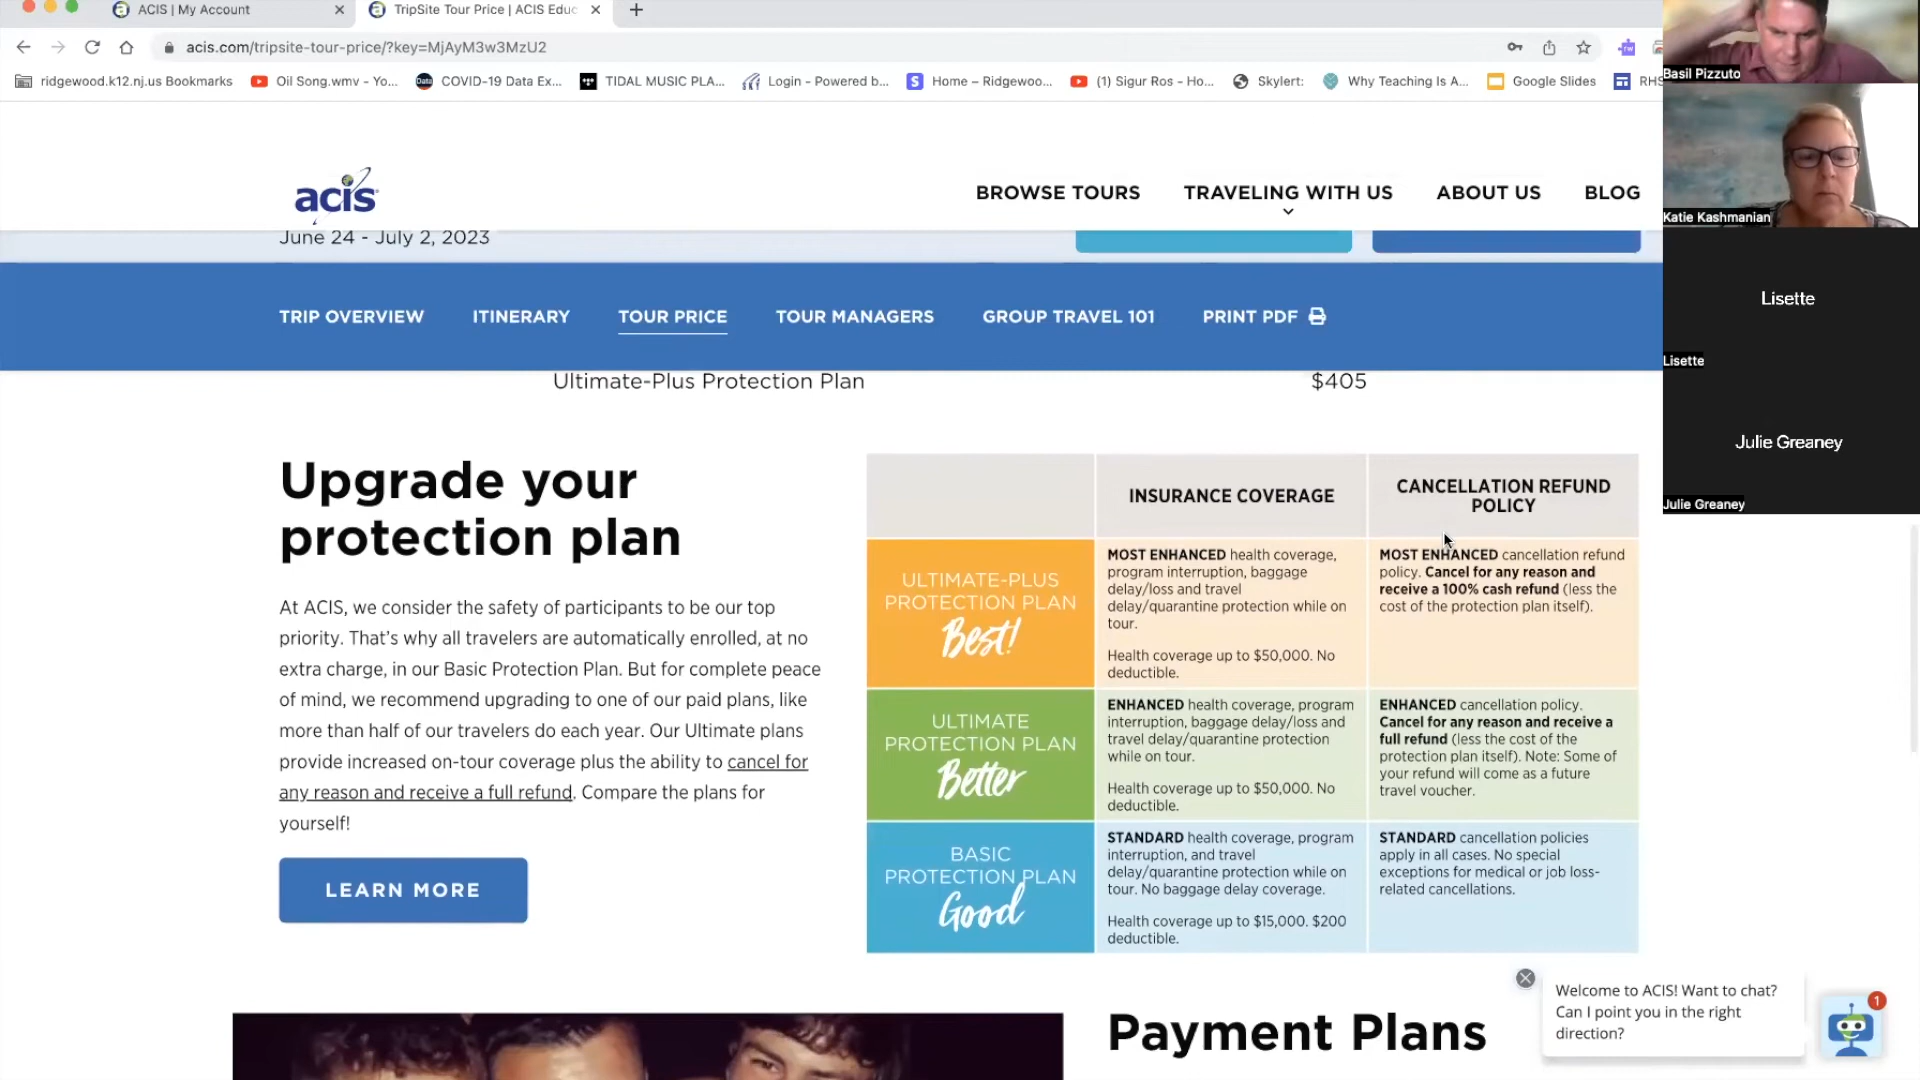 ACIS | My Account
TripSite Tour Price | ACIS Educ
acis.com/tripsite-tour-price/?key=MjAyM3w3MzU2
ridgewood.k12.nj.us Bookmarks
Oil Song.wmv - Yo...
COVID-19 Data Ex...
TIDAL MUSIC PLA...
Login - Powered b...
Home – Ridgewoo...
(1) Sigur Ros - Ho...
Skylert:
Why Teaching Is A...
Google Slides
RHS
Basil Pizzuto
Katie Kashmanian
Lisette
Lisette
Julie Greaney
Julie Greaney
acis
BROWSE TOURS
TRAVELING WITH US
ABOUT US
BLOG
June 24 - July 2, 2023
TRIP OVERVIEW
ITINERARY
TOUR PRICE
TOUR MANAGERS
GROUP TRAVEL 101
PRINT PDF
Ultimate-Plus Protection Plan
$405
Upgrade your
protection plan
At ACIS, we consider the safety of participants to be our top
priority. That’s why all travelers are automatically enrolled, at no
extra charge, in our Basic Protection Plan. But for complete peace
of mind, we recommend upgrading to one of our paid plans, like
more than half of our travelers do each year. Our Ultimate plans
provide increased on-tour coverage plus the ability to cancel for
any reason and receive a full refund. Compare the plans for
yourself!
LEARN MORE
INSURANCE COVERAGE
CANCELLATION REFUND
POLICY
ULTIMATE-PLUS
PROTECTION PLAN
Best!
MOST ENHANCED health coverage,
program interruption, baggage
delay/loss and travel
delay/quarantine protection while on
tour.
Health coverage up to $50,000. No
deductible.
MOST ENHANCED cancellation refund
policy. Cancel for any reason and
receive a 100% cash refund (less the
cost of the protection plan itself).
ULTIMATE
PROTECTION PLAN
Better
ENHANCED health coverage, program
interruption, baggage delay/loss and
travel delay/quarantine protection
while on tour.
Health coverage up to $50,000. No
deductible.
ENHANCED cancellation policy.
Cancel for any reason and receive a
full refund (less the cost of the
protection plan itself). Note: Some of
your refund will come as a future
travel voucher.
BASIC
PROTECTION PLAN
Good
STANDARD health coverage, program
interruption, and travel
delay/quarantine protection while on
tour. No baggage delay coverage.
Health coverage up to $15,000. $200
deductible.
STANDARD cancellation policies
apply in all cases. No special
exceptions for medical or job loss-
related cancellations.
Payment Plans
Welcome to ACIS! Want to chat?
Can I point you in the right
direction?
1